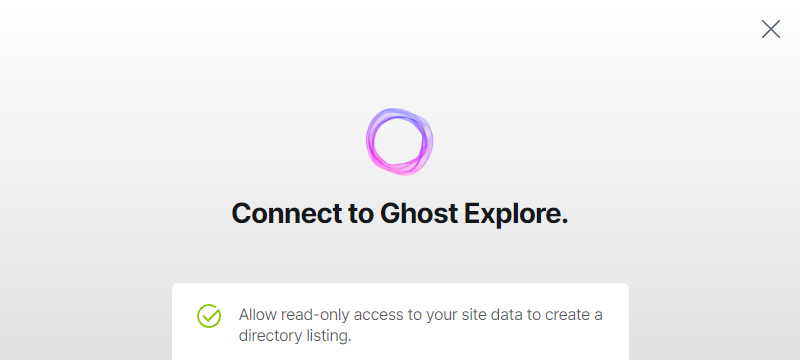 Connect to Ghost Explore.
Allow read-only access to your site data to create a
directory listing.